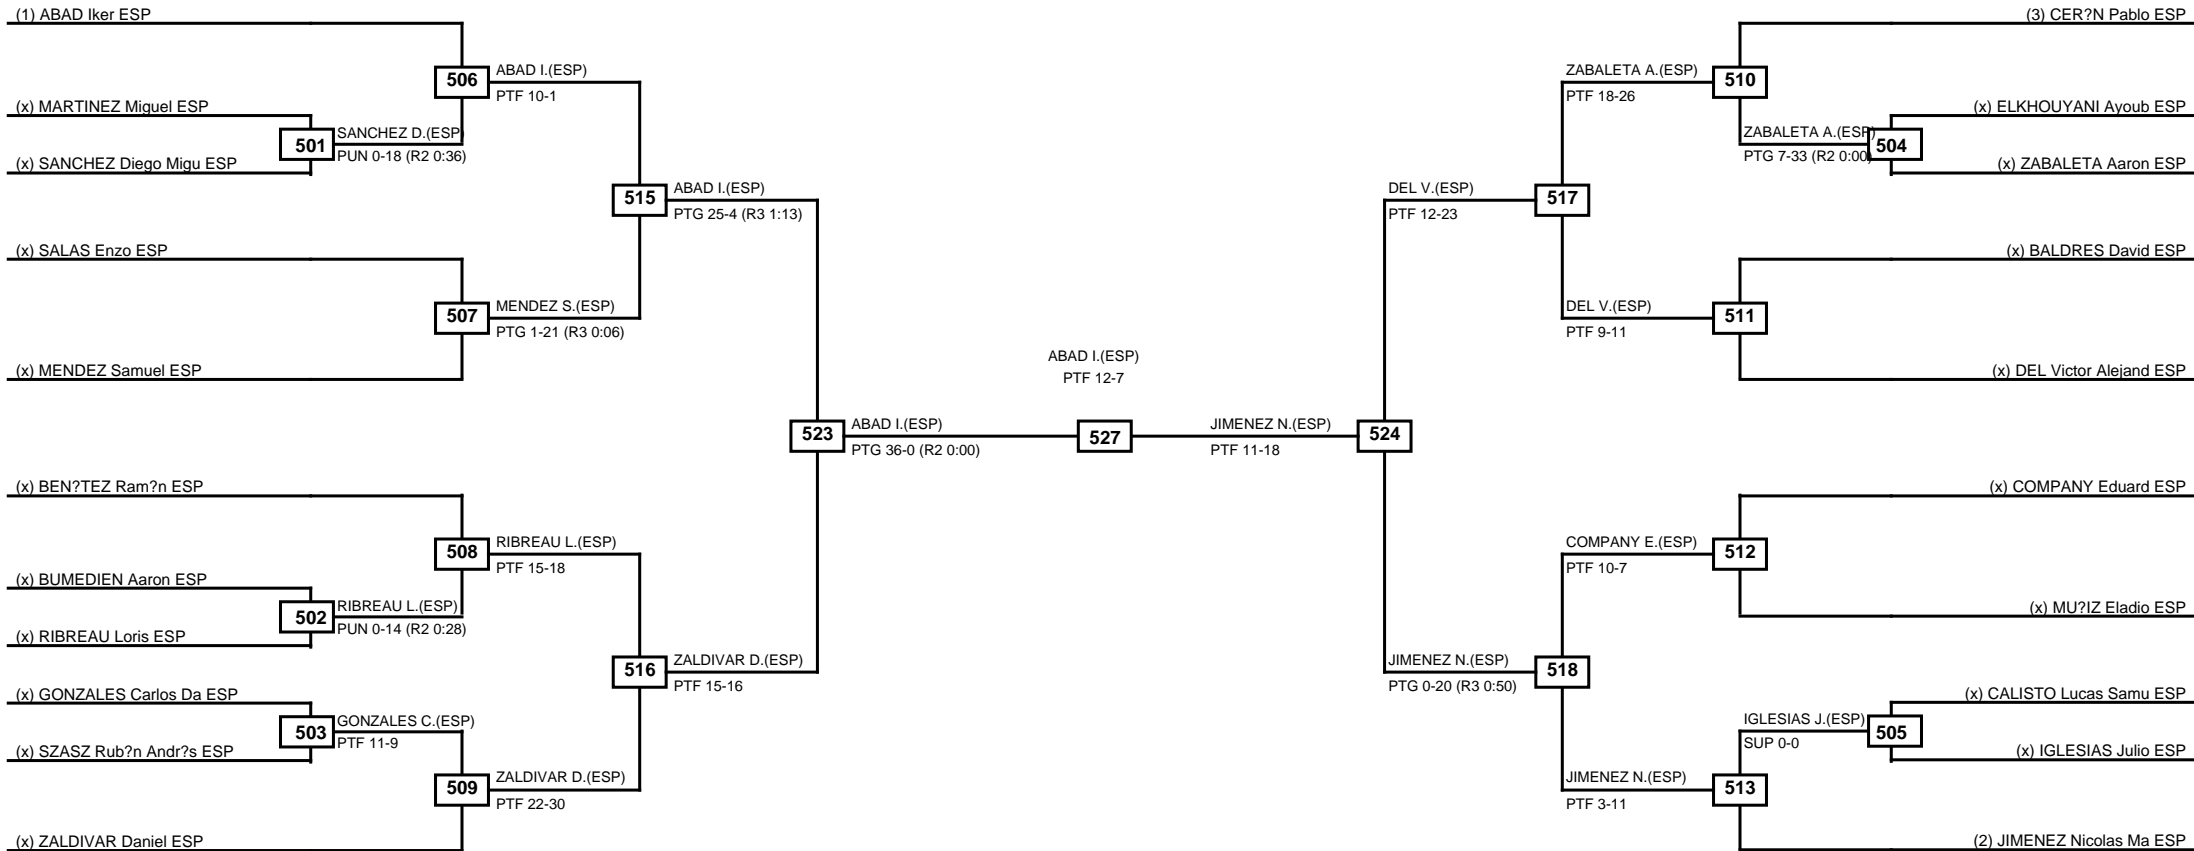 (1) ABAD Iker ESP
(x) MARTINEZ Miguel ESP
501
SANCHEZ D.(ESP)
PUN 0-18 (R2 0:36)
(x) SANCHEZ Diego Migu ESP
506
ABAD I.(ESP)
PTF 10-1
515
ABAD I.(ESP)
PTG 25-4 (R3 1:13)
(x) SALAS Enzo ESP
507
MENDEZ S.(ESP)
PTG 1-21 (R3 0:06)
(x) MENDEZ Samuel ESP
523
ABAD I.(ESP)
PTG 36-0 (R2 0:00)
(x) BEN?TEZ Ram?n ESP
508
RIBREAU L.(ESP)
PTF 15-18
(x) BUMEDIEN Aaron ESP
502
RIBREAU L.(ESP)
PUN 0-14 (R2 0:28)
(x) RIBREAU Loris ESP
516
ZALDIVAR D.(ESP)
PTF 15-16
(x) GONZALES Carlos Da ESP
503
GONZALES C.(ESP)
PTF 11-9
(x) SZASZ Rub?n Andr?s ESP
509
ZALDIVAR D.(ESP)
PTF 22-30
(x) ZALDIVAR Daniel ESP
ABAD I.(ESP)
PTF 12-7
527
JIMENEZ N.(ESP)
PTF 11-18
524
DEL V.(ESP)
PTF 12-23
517
ZABALETA A.(ESP)
PTF 18-26
510
(3) CER?N Pablo ESP
(x) ELKHOUYANI Ayoub ESP
ZABALETA A.(ESP)
PTG 7-33 (R2 0:00)
504
(x) ZABALETA Aaron ESP
(x) BALDRES David ESP
DEL V.(ESP)
PTF 9-11
511
(x) DEL Victor Alejand ESP
(x) COMPANY Eduard ESP
COMPANY E.(ESP)
PTF 10-7
512
(x) MU?IZ Eladio ESP
JIMENEZ N.(ESP)
PTG 0-20 (R3 0:50)
518
(x) CALISTO Lucas Samu ESP
IGLESIAS J.(ESP)
SUP 0-0
505
(x) IGLESIAS Julio ESP
JIMENEZ N.(ESP)
PTF 3-11
513
(2) JIMENEZ Nicolas Ma ESP